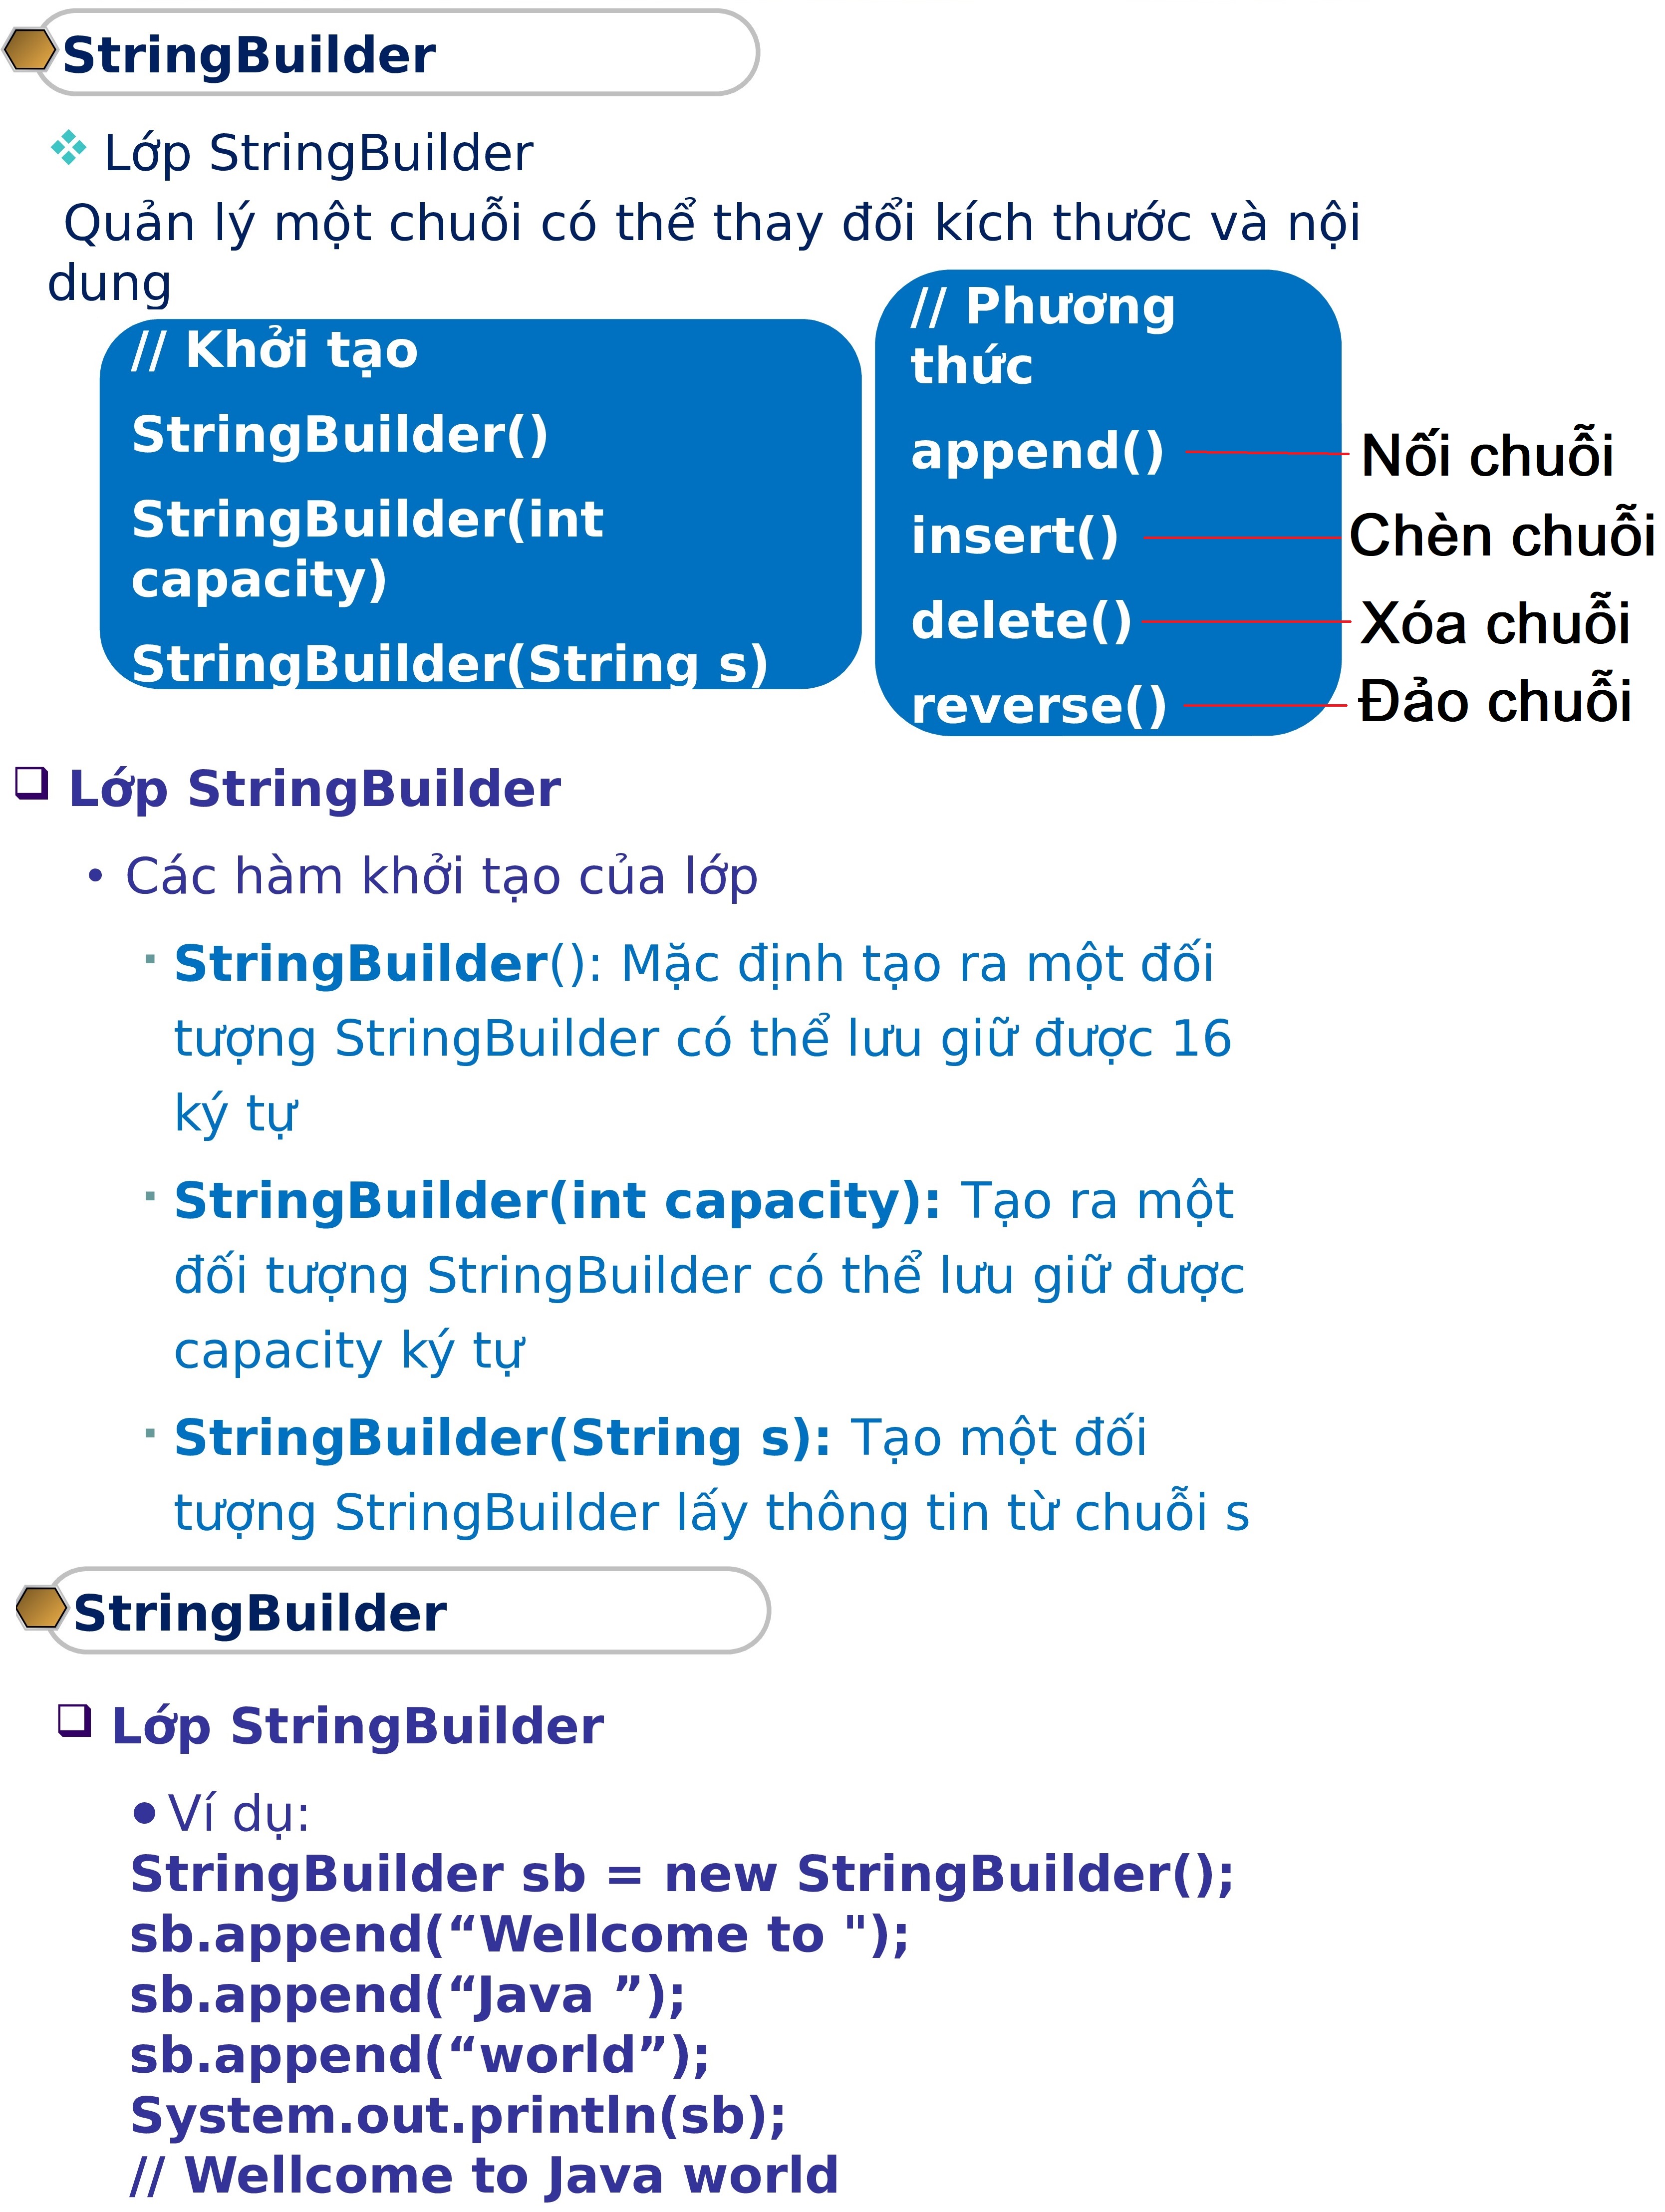 StringBuilder
Lớp StringBuilder
Quản lý một chuỗi có thể thay đổi kích thước và nội
dung
// Khởi tạo
StringBuilder()
StringBuilder(int
capacity)
StringBuilder(String s)
// Phương
thức
append()
Nối chuỗi
insert()
Chèn chuỗi
delete()
Xóa chuỗi
reverse()
Đảo chuỗi
Lớp StringBuilder
• Các hàm khởi tạo của lớp
StringBuilder(): Mặc định tạo ra một đối
tượng StringBuilder có thể lưu giữ được 16
ký tự
StringBuilder(int capacity): Tạo ra một
đối tượng StringBuilder có thể lưu giữ được
capacity ký tự
StringBuilder(String s): Tạo một đối
tượng StringBuilder lấy thông tin từ chuỗi s
StringBuilder
Lớp StringBuilder
Ví dụ:
StringBuilder sb = new StringBuilder();
sb.append(“Wellcome to ");
sb.append(“Java ”);
sb.append(“world”);
System.out.println(sb);
// Wellcome to Java world